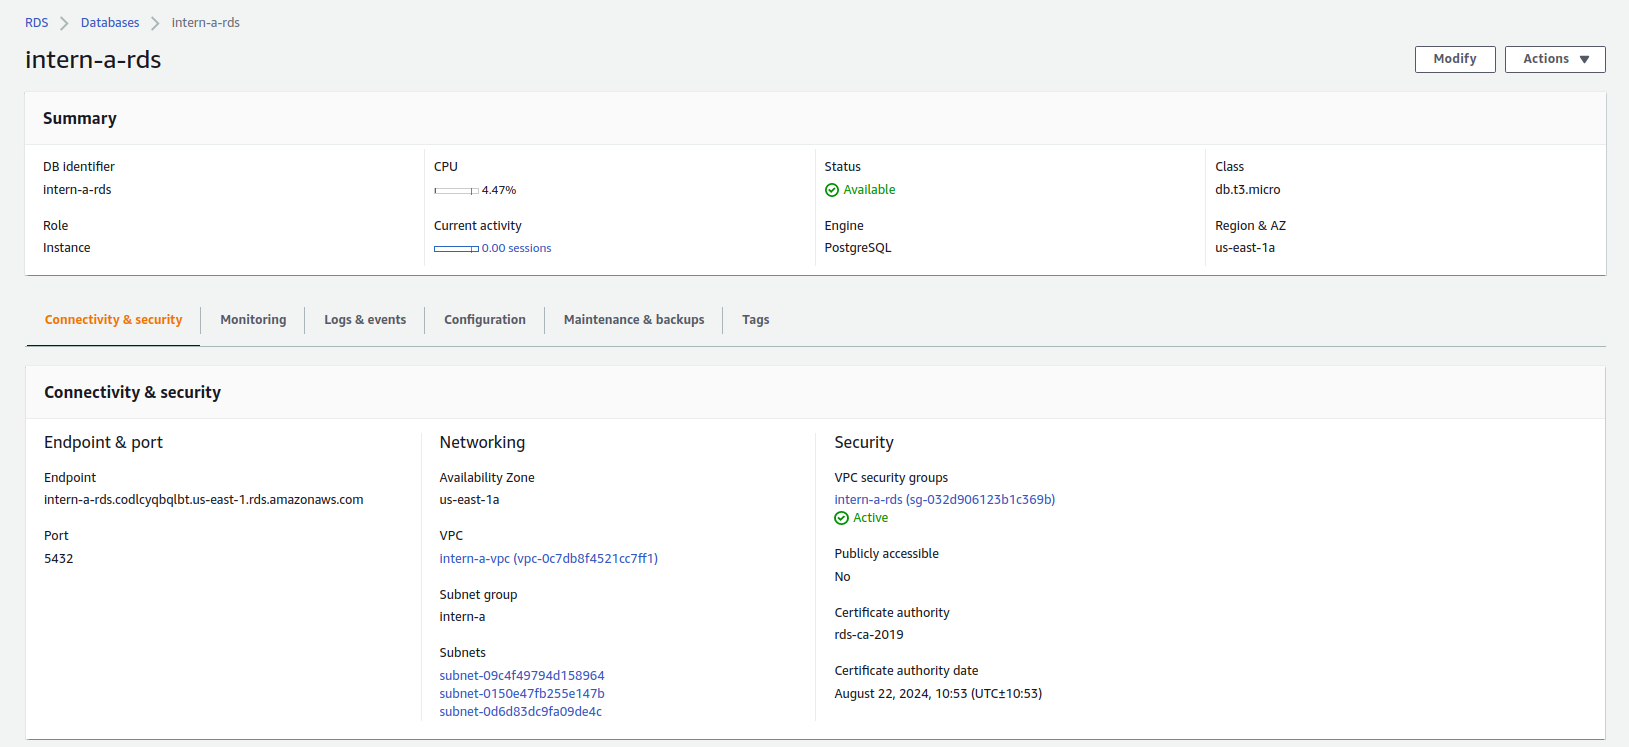 RDS Databases intern-a-rds
intern-a-rds
Modify
Actions
Summary
DB identifier
intern-a-rds
CPU
4.47%
Status
Available
Class
db.t3.micro
Role
Instance
Current activity
0.00 sessions
Engine
PostgreSQL
Region & AZ
us-east-1a
Connectivity & security
Monitoring
Logs & events
Configuration
Maintenance & backups
Tags
Connectivity & security
Endpoint & port
Endpoint
intern-a-rds.codlcyqbqlbt.us-east-1.rds.amazonaws.com
Port
5432
Networking
Availability Zone
us-east-1a
VPC
intern-a-vpc (vpc-0c7db8f4521cc7ff1)
Subnet group
intern-a
Subnets
subnet-09c4f49794d158964
subnet-0150e47fb255e147b
subnet-0d6d83dc9fa09de4c
Security
VPC security groups
intern-a-rds (sg-032d906123b1c369b)
Active
Publicly accessible
No
Certificate authority
rds-ca-2019
Certificate authority date
August 22, 2024, 10:53 (UTC±10:53)